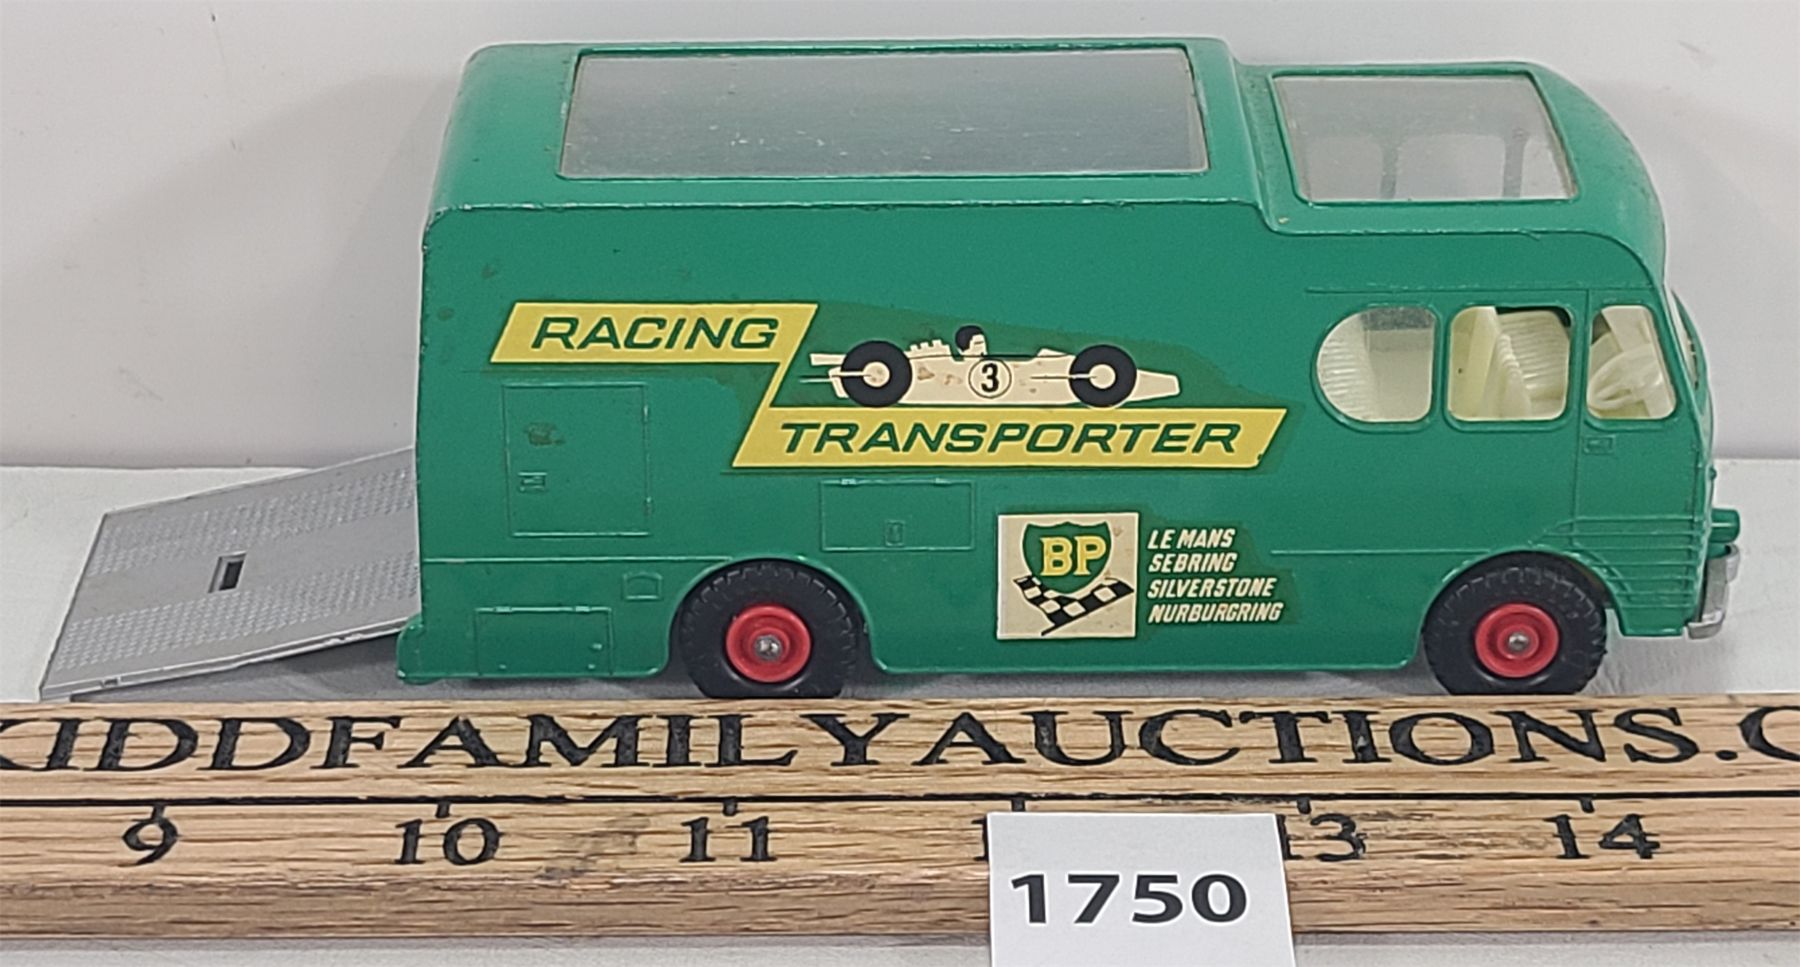 RACING
3
TRANSPORTER
BP
LE MANS
SEBRING
SILVERSTONE
NURBURGRING
KIDDFAMILYAUCTIONS.C
9 10 11 13 14
1750